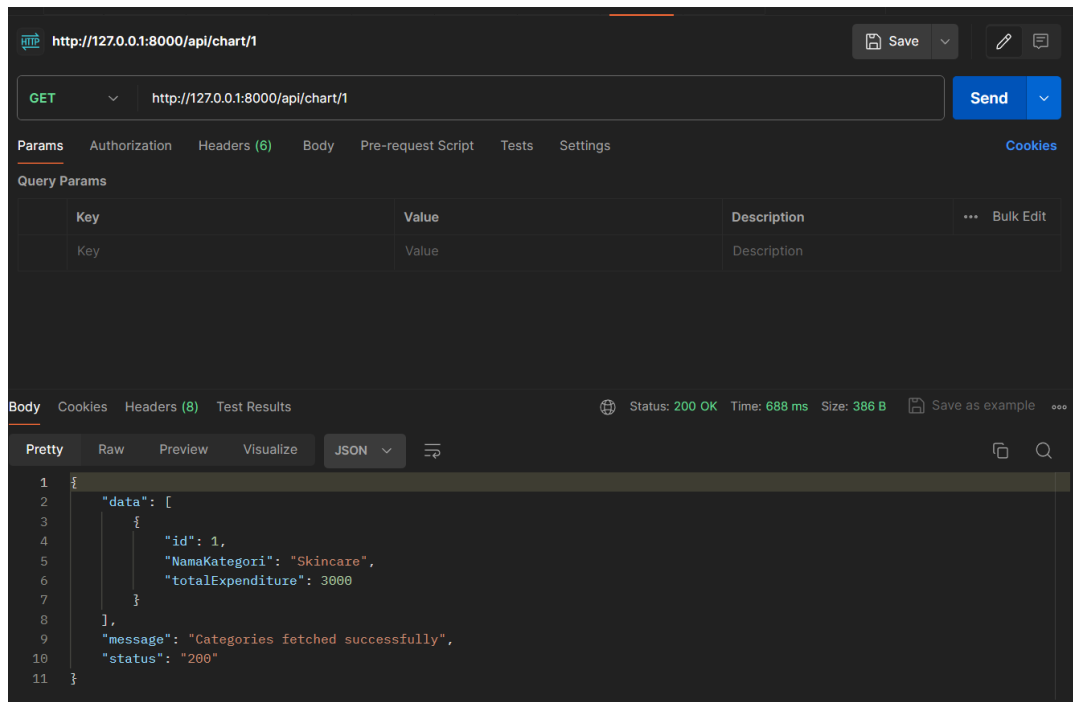 HTTP http://127.0.0.1:8000/api/chart/1 Save
GET http://127.0.0.1:8000/api/chart/1 Send
Params Authorization Headers (6) Body Pre-request Script Tests Settings Cookies
Query Params
Key Value Description ••• Bulk Edit
Key Value Description
Body Cookies Headers (8) Test Results Status: 200 OK Time: 688 ms Size: 386 B Save as example
Pretty Raw Preview Visualize JSON
1 {
2 "data": [
3 {
4 "id": 1,
5 "NamaKategori": "Skincare",
6 "totalExpenditure": 3000
7 }
8 ],
9 "message": "Categories fetched successfully",
10 "status": "200"
11 }